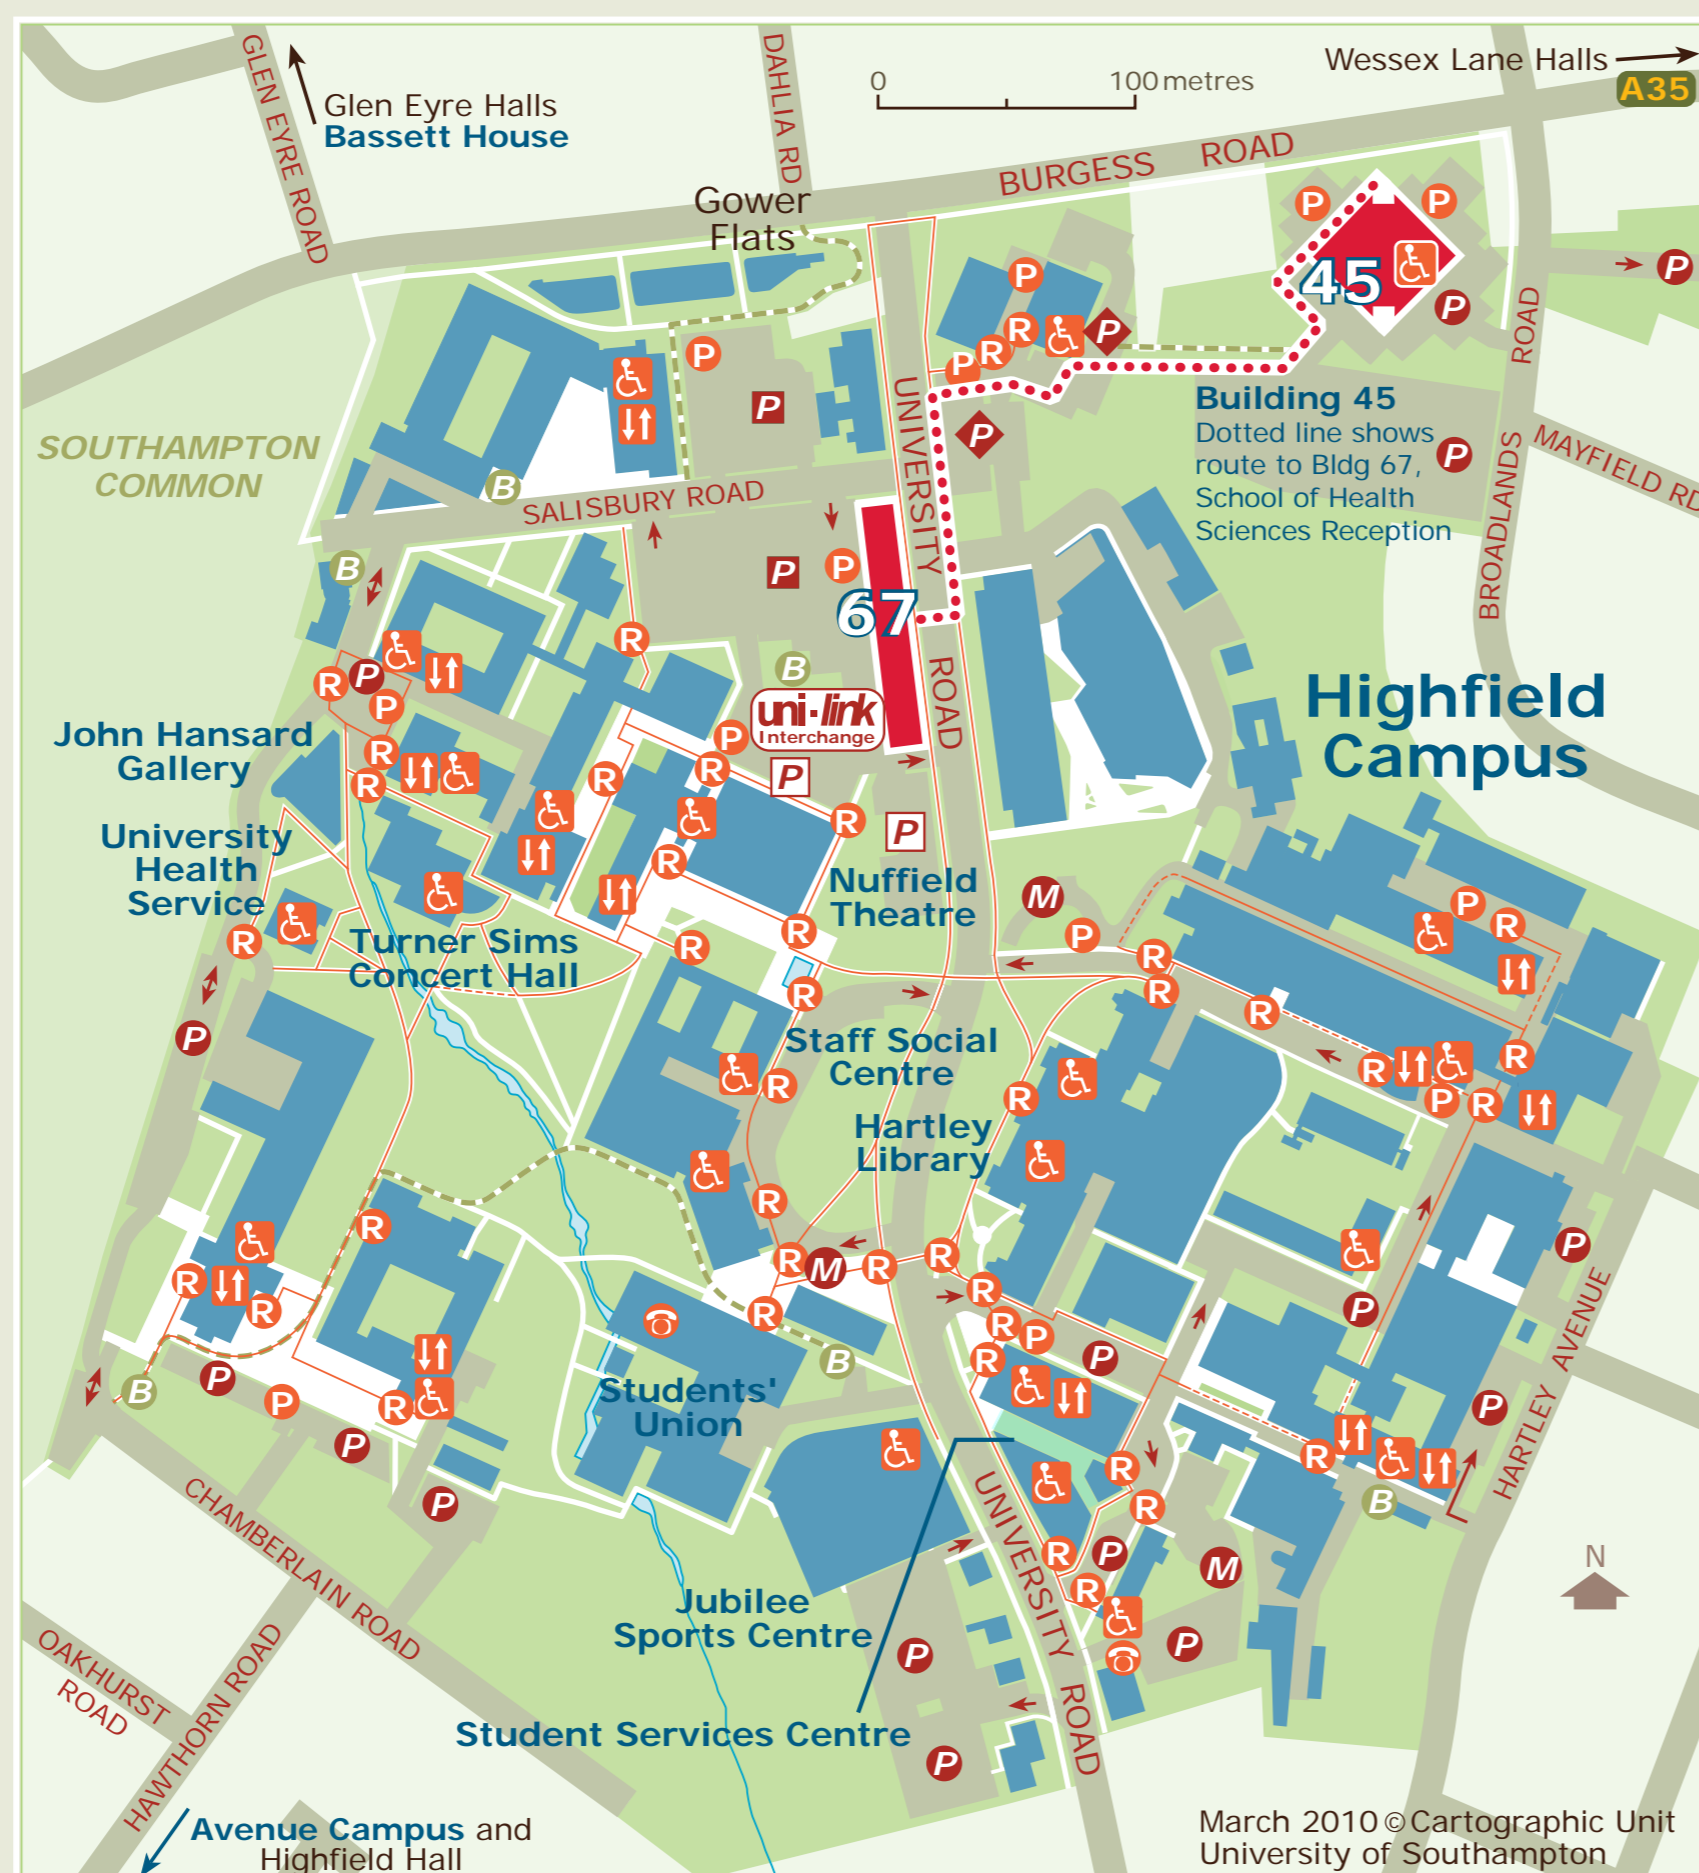 Wessex Lane Halls
A35
0
100 metres
Glen Eyre Halls
Bassett House
GLEN EYRE ROAD
DAHLIA RD
BURGESS ROAD
Gower
Flats
P
P
P
P
P
45
P
R
R
P
P
P
P
UNIVERSITY
ROAD
BROADLANDS
ROAD
MAYFIELD RD
Building 45
Dotted line shows
route to Bldg 67,
School of Health
Sciences Reception
P
SOUTHAMPTON
COMMON
B
SALISBURY ROAD
B
P
P
67
R
B
uni-link
Interchange
P
P
R
P
P
R
R
R
R
P
R
R
R
Highfield
Campus
John Hansard
Gallery
University
Health
Service
R
Turner Sims
Concert Hall
R
R
R
Nuffield
Theatre
M
P
R
R
R
P
R
P
Staff Social
Centre
R
R
R
P
R
R
Hartley
Library
R
R
R
R
R
M
R
R
R
R
R
P
R
P
P
P
B
Students'
Union
B
P
P
R
P
P
P
R
B
HARTLEY AVENUE
R
R
R
P
M
R
P
UNIVERSITY
ROAD
CHAMBERLAIN ROAD
OAKHURST
ROAD
HAWTHORN ROAD
Jubilee
Sports Centre
P
Student Services Centre
P
N
Avenue Campus and
Highfield Hall
March 2010 © Cartographic Unit
University of Southampton